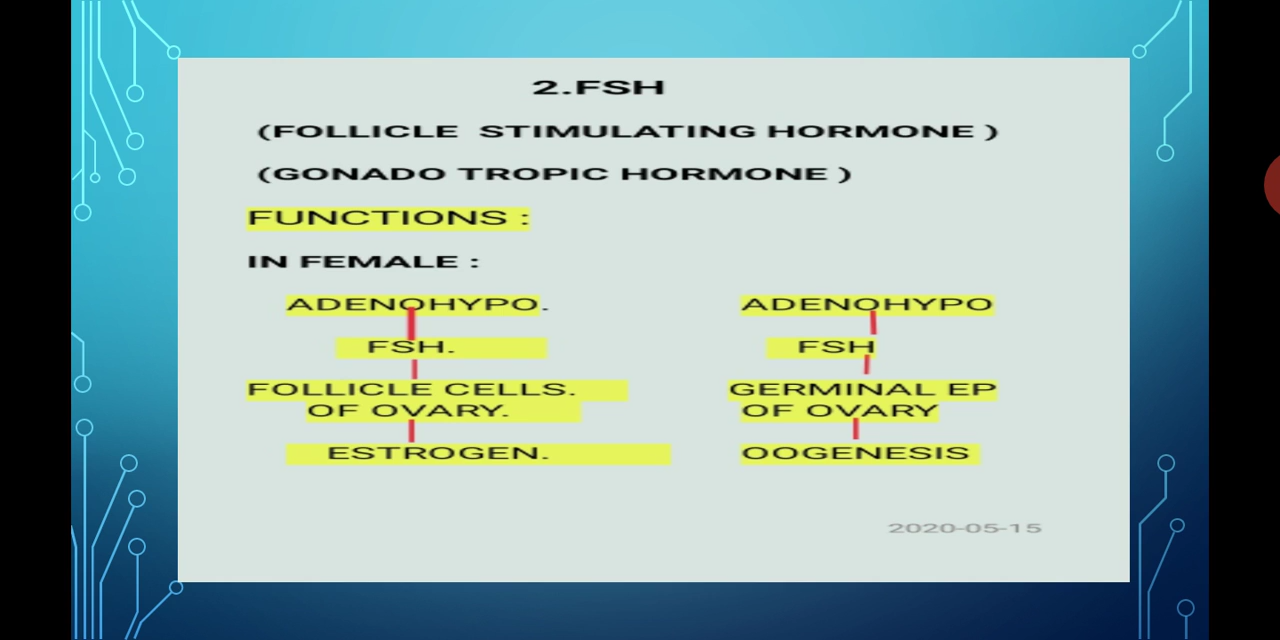 2.FSH
(FOLLICLE STIMULATING HORMONE )
(GONADO TROPIC HORMONE )
FUNCTIONS :
IN FEMALE :
ADENOHYPO. ADENOHYPO
FSH. FSH
FOLLICLE CELLS. GERMINAL EP
OF OVARY. OF OVARY
ESTROGEN. OOGENESIS
2020-05-15